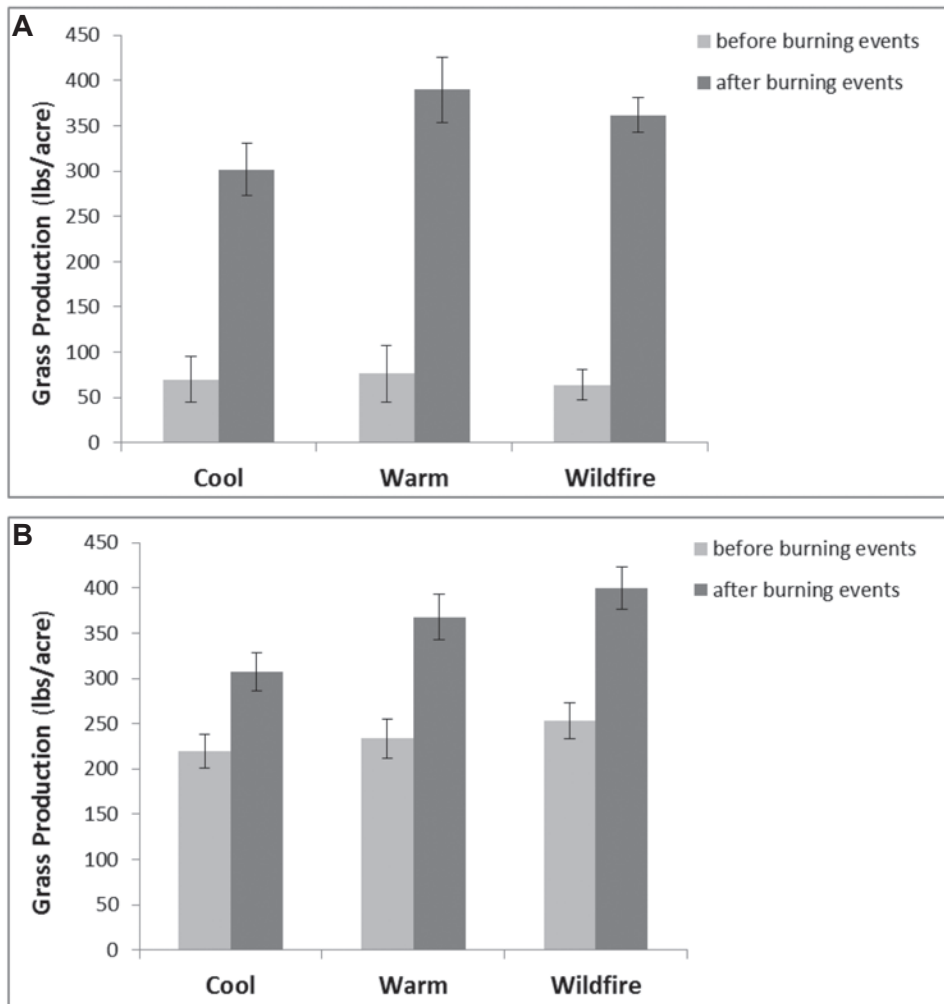 A
450
400
350
300
250
200
150
100
50
0
Grass Production (lbs/acre)
before burning events
after burning events
Cool Warm Wildfire
B
450
400
350
300
250
200
150
100
50
0
Grass Production (lbs/acre)
before burning events
after burning events
Cool Warm Wildfire